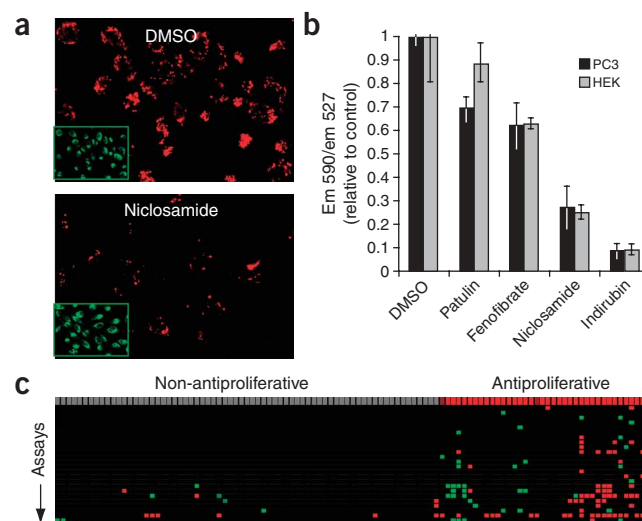 a
DMSO
Niclosamide
b
Em 590/em 527
(relative to control)
1
0.9
0.8
0.7
0.6
0.5
0.4
0.3
0.2
0.1
0
PC3
HEK
DMSO
Patulin
Fenofibrate
Niclosamide
Indirubin
c
Non-antiproliferative
Antiproliferative
Assays